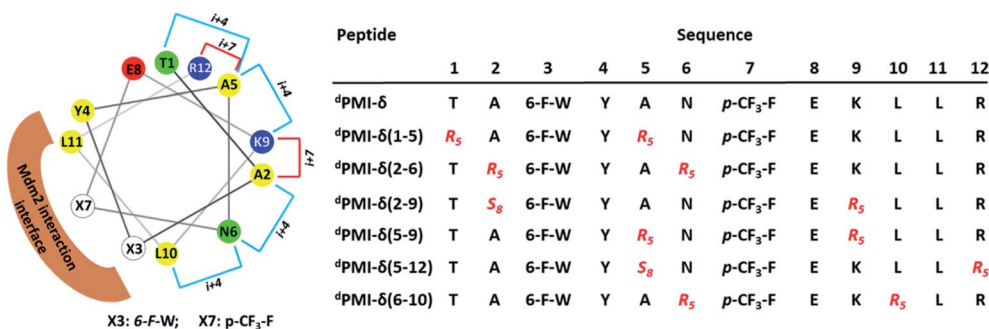 i+4
T1
i+7
R12
E8
A5
i+4
Y4
L11
K9
i+7
A2
X7
Mdm2 interaction
interface
N6
i+4
X3
L10
i+4
X3: 6-F-W; X7: p-CF₃-F
Peptide Sequence
1 2 3 4 5 6 7 8 9 10 11 12
ᵈPMI-δ T A 6-F-W Y A N p-CF₃-F E K L L R
ᵈPMI-δ(1-5) R₅ A 6-F-W Y R₅ N p-CF₃-F E K L L R
ᵈPMI-δ(2-6) T R₅ 6-F-W Y A R₅ p-CF₃-F E K L L R
ᵈPMI-δ(2-9) T S₈ 6-F-W Y A N p-CF₃-F E R₅ L L R
ᵈPMI-δ(5-9) T A 6-F-W Y R₅ N p-CF₃-F E R₅ L L R
ᵈPMI-δ(5-12) T A 6-F-W Y S₈ N p-CF₃-F E K L L R₅
ᵈPMI-δ(6-10) T A 6-F-W Y A R₅ p-CF₃-F E K R₅ L R